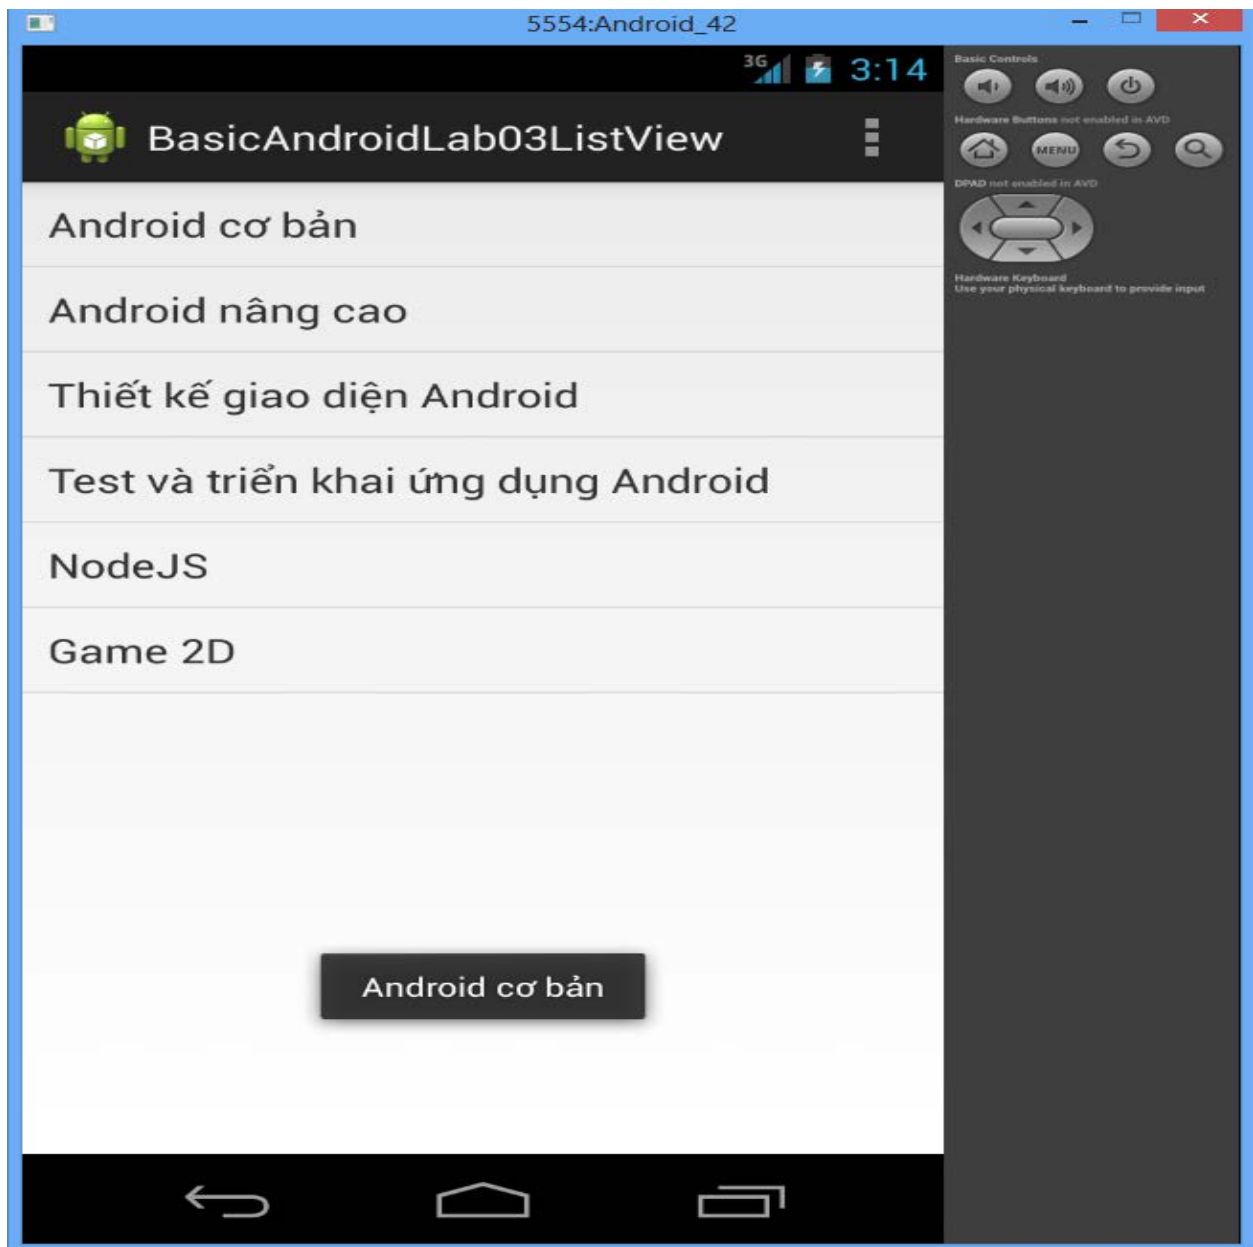 5554:Android_42
3G 3:14
BasicAndroidLab03ListView
Android cơ bản
Android nâng cao
Thiết kế giao diện Android
Test và triển khai ứng dụng Android
NodeJS
Game 2D
Android cơ bản
Basic Controls
Hardware Buttons not enabled in AVD
MENU
DPAD not enabled in AVD
Hardware Keyboard
Use your physical keyboard to provide input